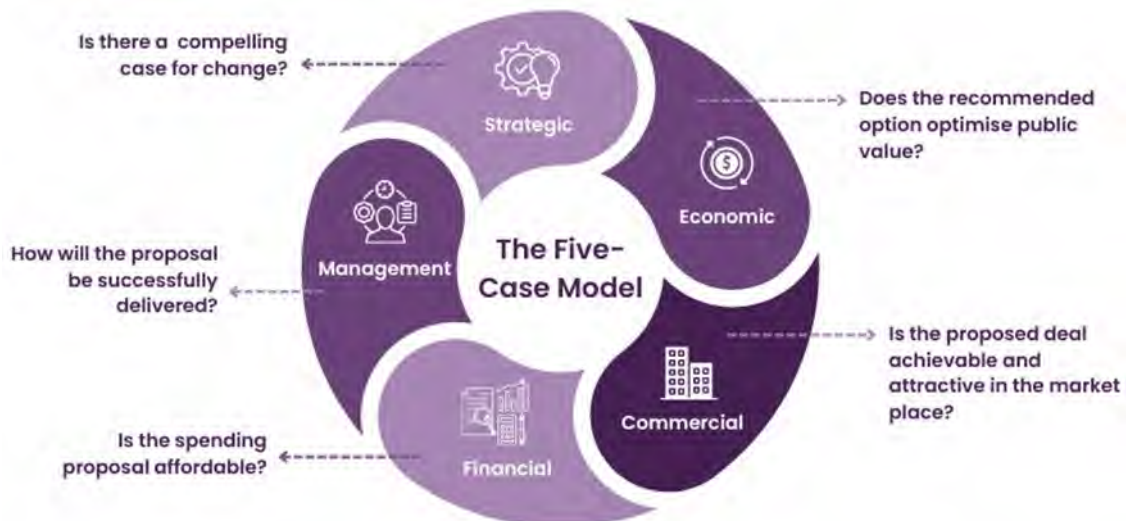 Is there a compelling
case for change?
Strategic
Does the recommended
option optimise public
value?
Economic
The Five-
Case Model
Management
How will the proposal
be successfully
delivered?
Is the proposed deal
achievable and
attractive in the market
place?
Commercial
Is the spending
proposal affordable?
Financial